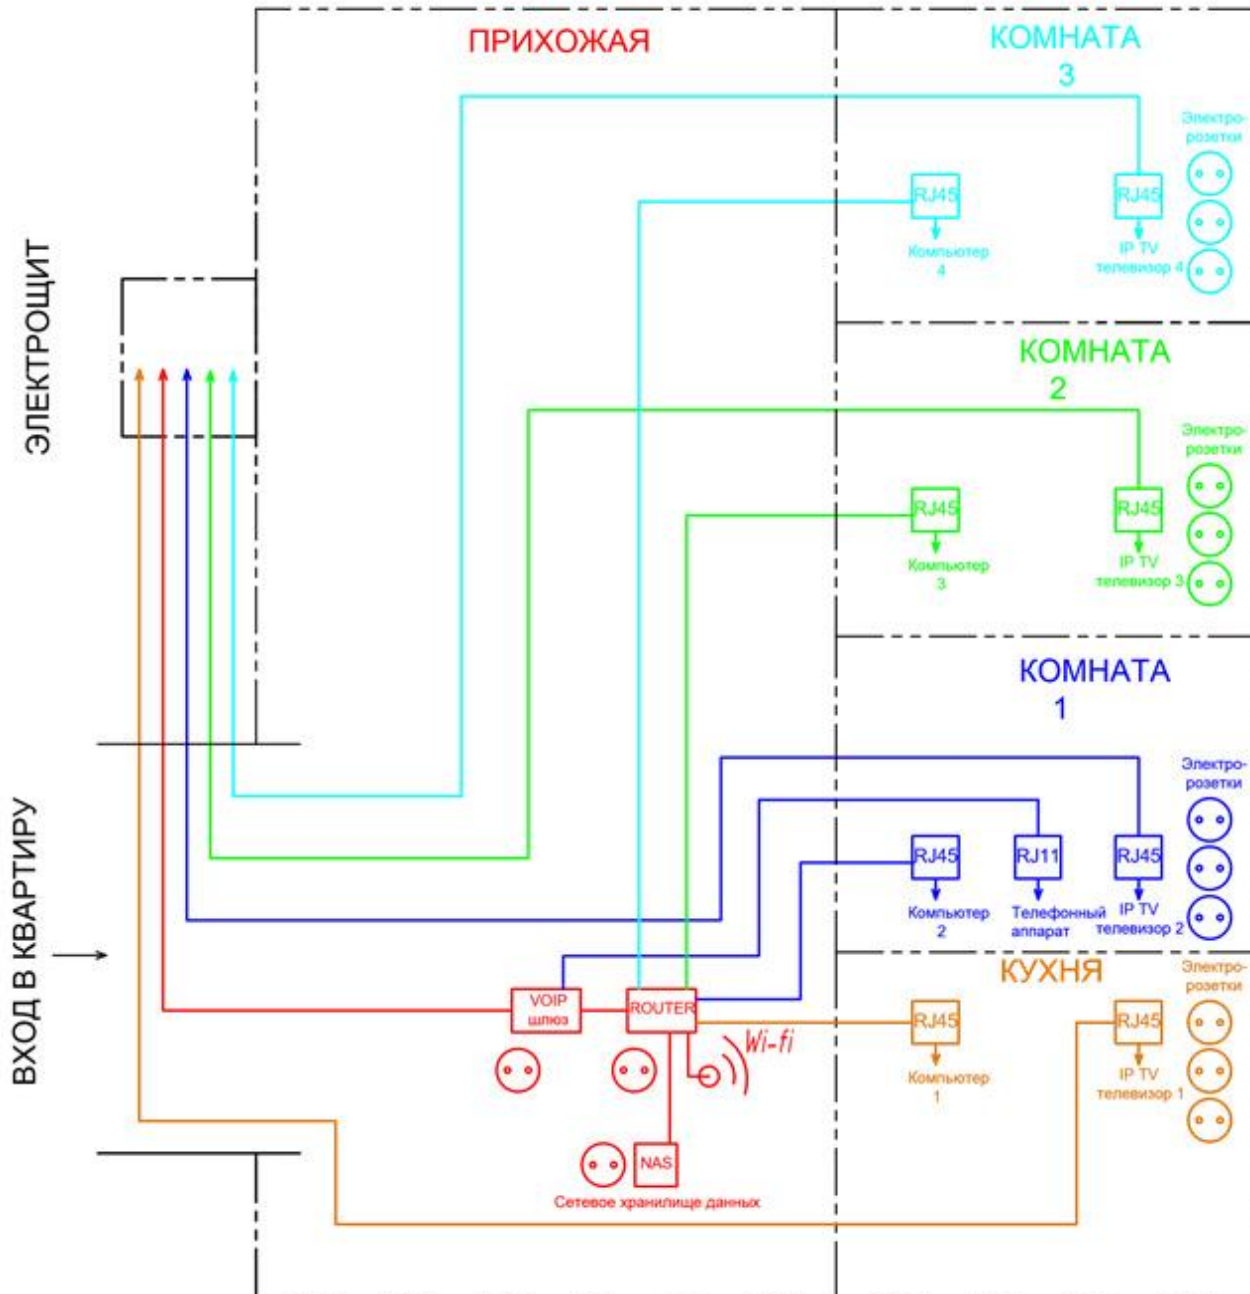 ПРИХОЖАЯ
КОМНАТА
3
Электро-
розетки
RJ45
RJ45
Компьютер
4
IP TV
телевизор 4
ЭЛЕКТРОЩИТ
КОМНАТА
2
Электро-
розетки
RJ45
RJ45
Компьютер
3
IP TV
телевизор 3
КОМНАТА
1
Электро-
розетки
RJ45
RJ11
RJ45
Компьютер
2
Телефонный
аппарат
IP TV
телевизор 2
ВХОД В КВАРТИРУ
КУХНЯ
Электро-
розетки
VOIP
шлюз
ROUTER
Wi-fi
RJ45
RJ45
Компьютер
1
IP TV
телевизор 1
NAS
Сетевое хранилище данных